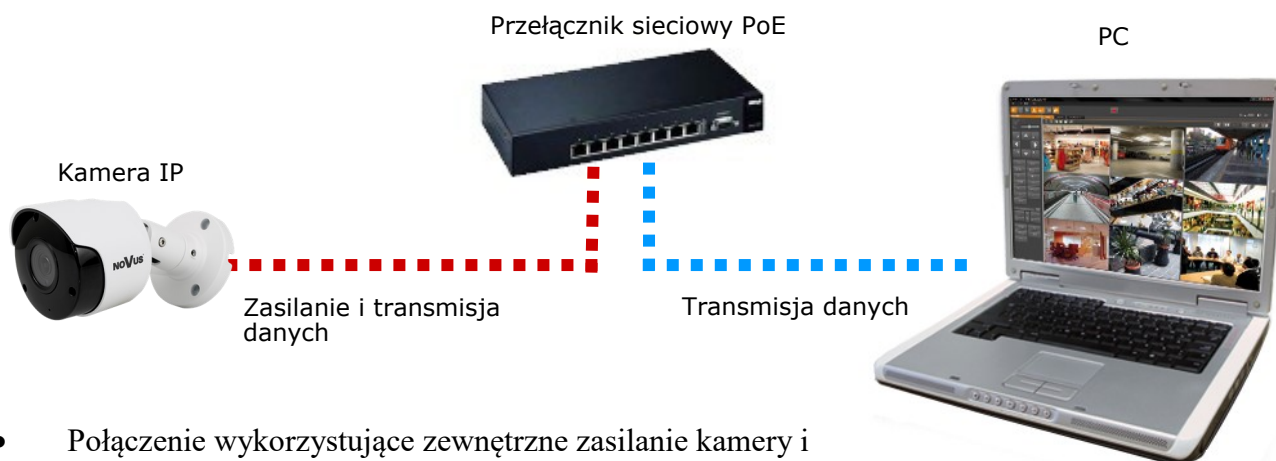 Przełącznik sieciowy PoE
PC
Kamera IP
NOVUS
Zasilanie i transmisja
danych
Transmisja danych
• Połączenie wykorzystujące zewnętrzne zasilanie kamery i